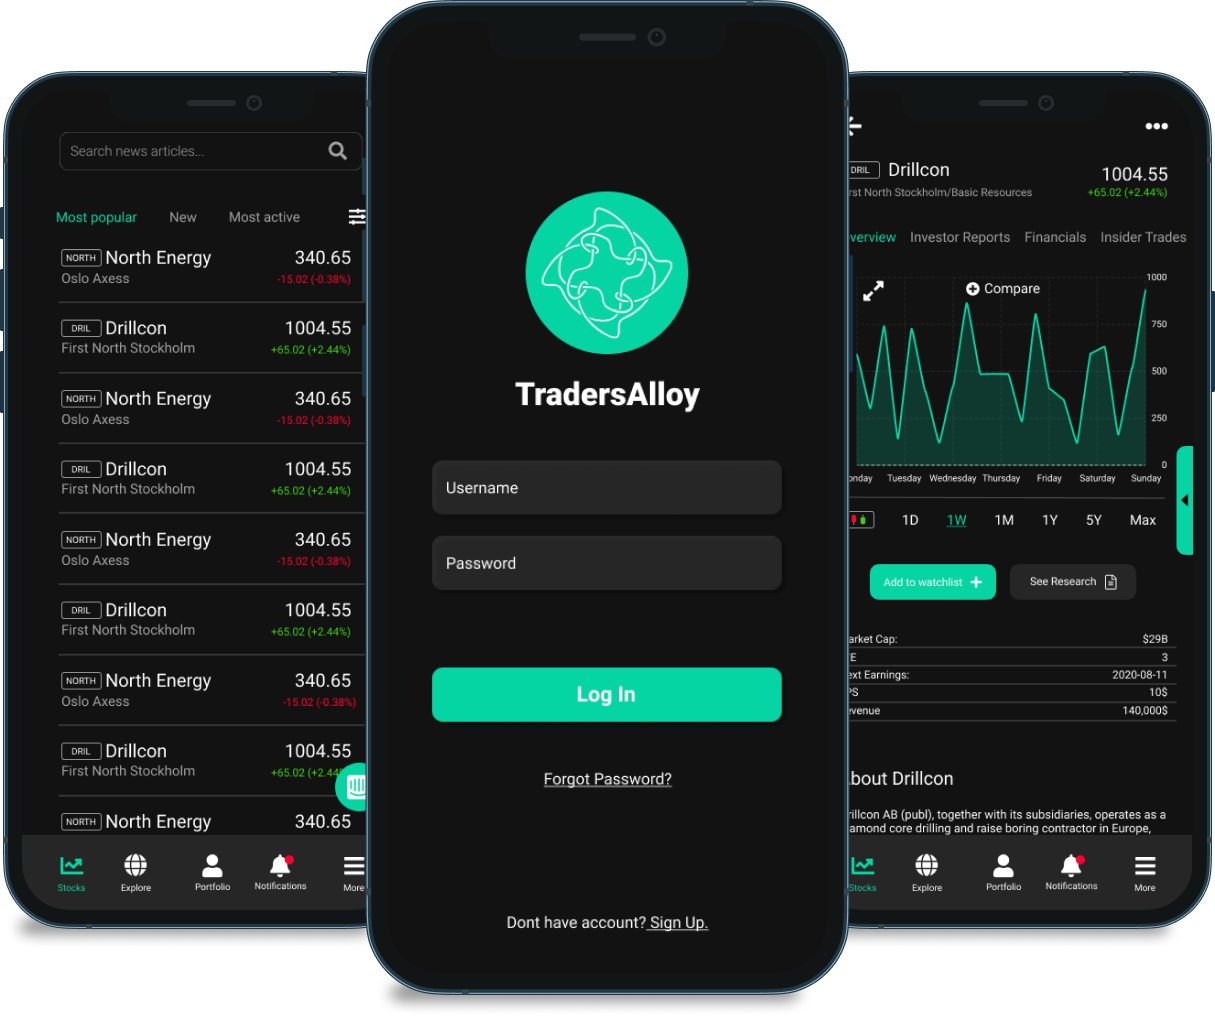 Search news articles...
Most popular New Most active
NORTH North Energy 340.65
Oslo Axess -15.02 (-0.38%)
DRIL Drillcon 1004.55
First North Stockholm +65.02 (+2.44%)
NORTH North Energy 340.65
Oslo Axess -15.02 (-0.38%)
DRIL Drillcon 1004.55
First North Stockholm +65.02 (+2.44%)
NORTH North Energy 340.65
Oslo Axess -15.02 (-0.38%)
DRIL Drillcon 1004.55
First North Stockholm +65.02 (+2.44%)
NORTH North Energy 340.65
Oslo Axess -15.02 (-0.38%)
DRIL Drillcon 1004.55
First North Stockholm +65.02 (+2.44
NORTH North Energy 340.65
Stocks Explore Portfolio Notifications More
TradersAlloy
Username
Password
Log In
Forgot Password?
Dont have account? Sign Up.
DRIL Drillcon 1004.55
rst North Stockholm/Basic Resources +65.02 (+2.44%)
verview Investor Reports Financials Insider Trades
Compare
1000
750
500
250
0
onday Tuesday Wednesday Thursday Friday Saturday Sunday
1D 1W 1M 1Y 5Y Max
Add to watchlist See Research
arket Cap: $29B
E 3
ext Earnings: 2020-08-11
PS 10$
evenue 140,000$
bout Drillcon
rillcon AB (publ), together with its subsidiaries, operates as a
amond core drilling and raise boring contractor in Europe,
Stocks Explore Portfolio Notifications More